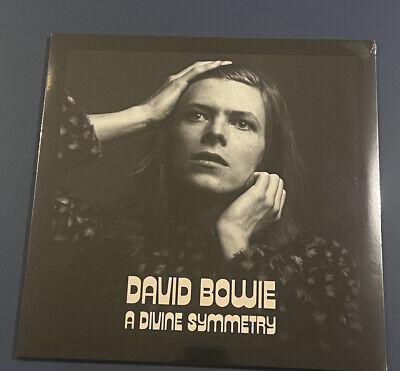 DAVID BOWIE
A DIVINE SYMMETRY